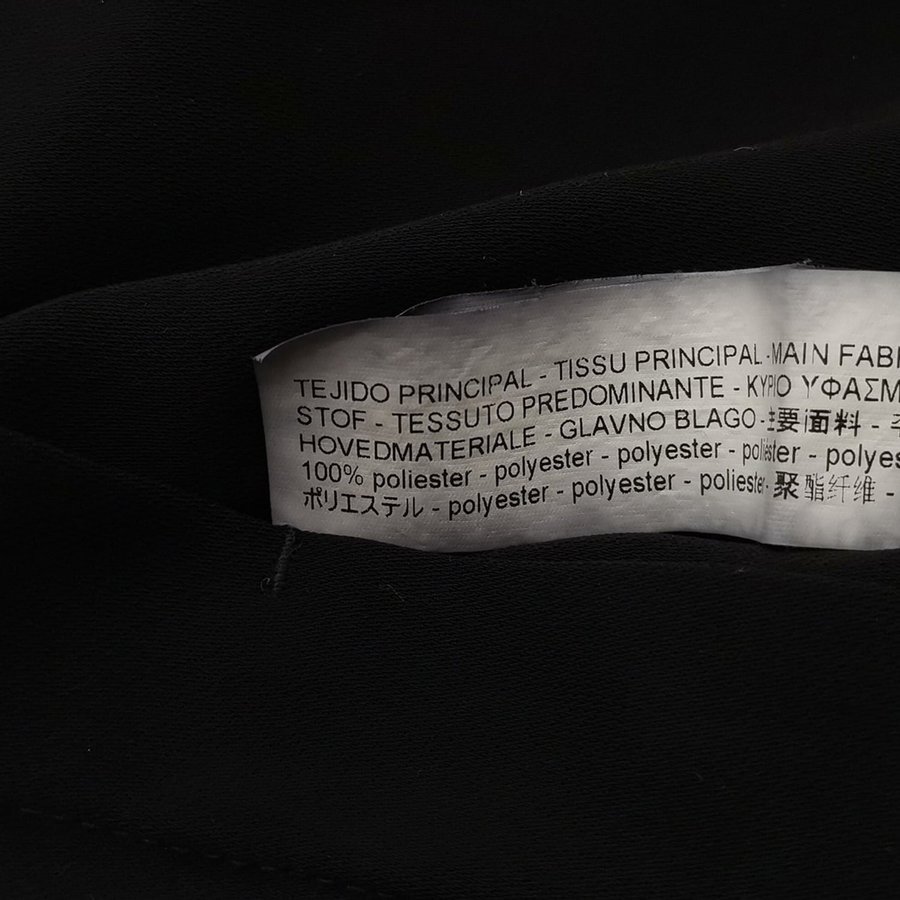 TEJIDO PRINCIPAL - TISSU PRINCIPAL - MAIN FABR
STOF - TESSUTO PREDOMINANTE - ΚΥΡΙΟ ΥΦΑΣΜ
HOVEDMATERIALE - GLAVNO BLAGO - 主要面料 -
100% poliester - polyester - polyester - poliester - polyes
ポリエステル - polyester - polyester - poliester - 聚酯纤维 -